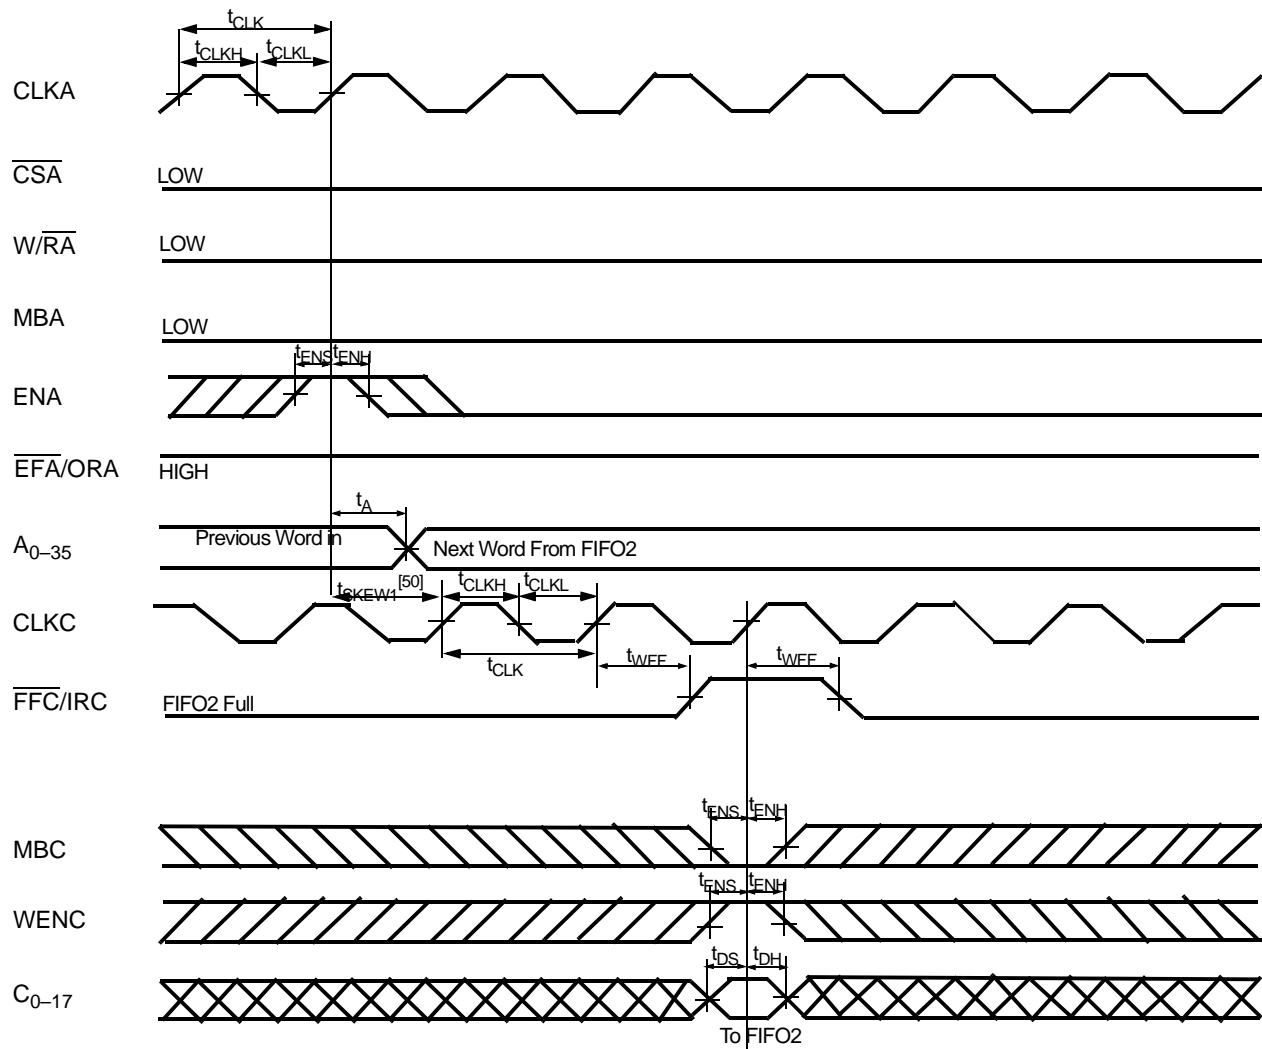 tCLK
tCLKH tCLKL
CLKA
CSA LOW
W/RA LOW
MBA LOW
tENS tENH
ENA
EFA/ORA HIGH
tA
A0–35 Previous Word in Next Word From FIFO2
tSKEW1[50] tCLKH tCLKL
CLKC
tCLK tWFF tWFF
FFC/IRC FIFO2 Full
tENS tENH
MBC
tENS tENH
WENC
tDS tDH
C0–17
To FIFO2